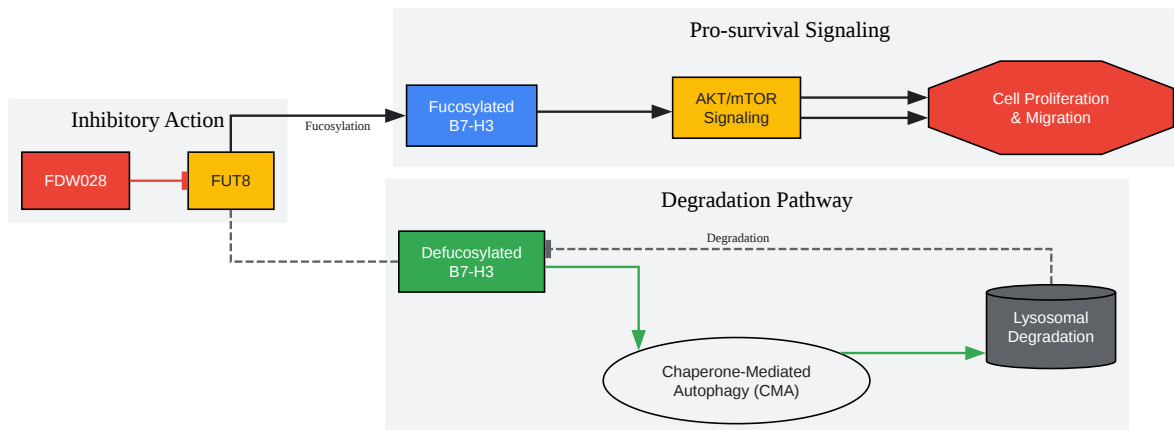 Pro-survival Signaling
Inhibitory Action
FDW028
FUT8
Fucosylation
Fucosylated
B7-H3
AKT/mTOR
Signaling
Cell Proliferation
& Migration
Degradation Pathway
Defucosylated
B7-H3
Degradation
Chaperone-Mediated
Autophagy (CMA)
Lysosomal
Degradation